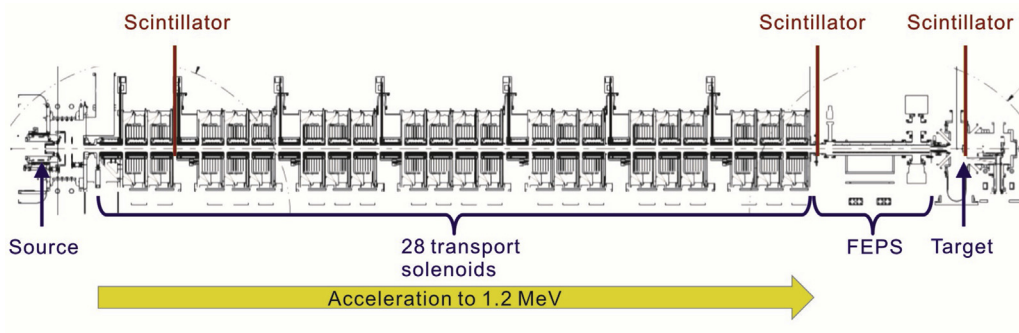 Scintillator
Scintillator
Scintillator
Source
28 transport
solenoids
FEPS
Target
Acceleration to 1.2 MeV